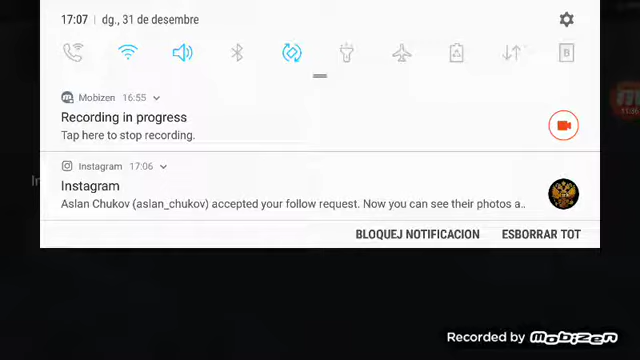 17:07 | dg., 31 de desembre
B
Mobizen 16:55
Recording in progress
Tap here to stop recording.
11:36
Instagram 17:06
Instagram
Aslan Chukov (aslan_chukov) accepted your follow request. Now you can see their photos a..
BLOQUEJ NOTIFICACION ESBORRAR TOT
Recorded by mobizen